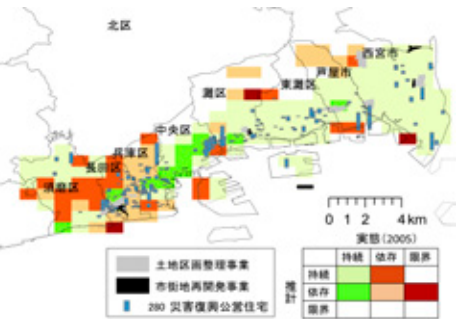 北区
西宮市
芦屋市
東灘区
灘区
中央区
兵庫区
長田区
須磨区
0 1 2 4km
実態(2005)
持続 依存 限界
推計
持続
依存
限界
土地区画整理事業
市街地再開発事業
280 災害復興公営住宅